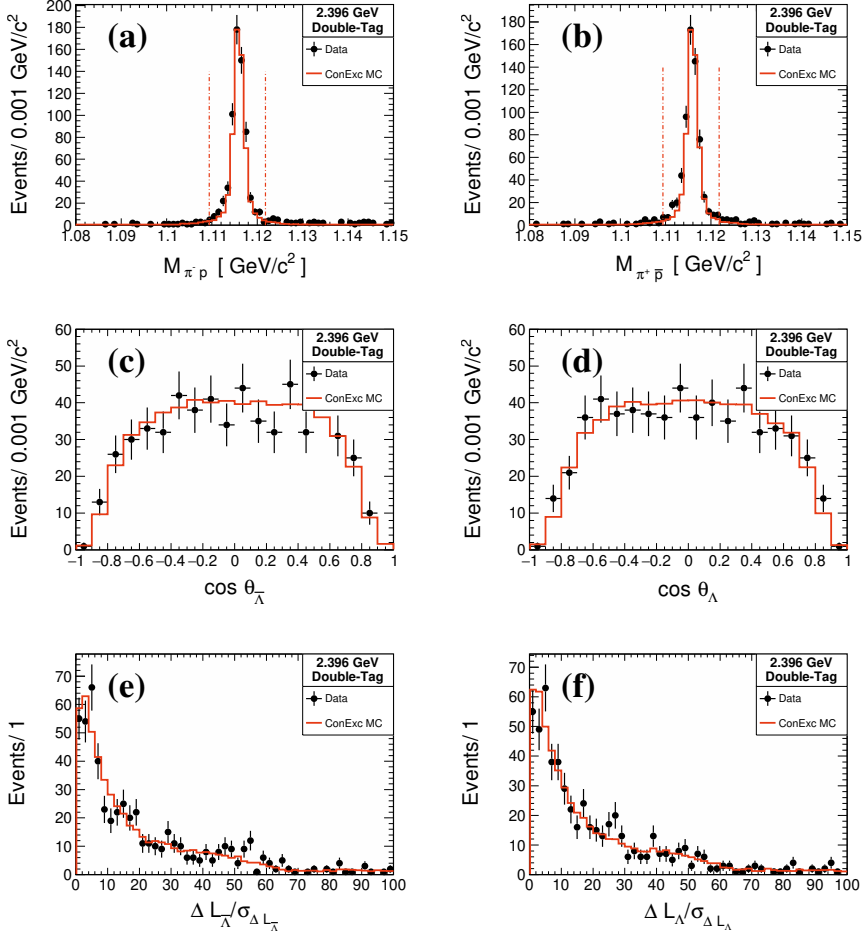 2.396 GeV
Double-Tag
Data
ConExc MC
(a)
Events/ 0.001 GeV/c²
200
180
160
140
120
100
80
60
40
20
0
1.08 1.09 1.1 1.11 1.12 1.13 1.14 1.15
M π⁻ p [ GeV/c²]
2.396 GeV
Double-Tag
Data
ConExc MC
(b)
Events/ 0.001 GeV/c²
180
160
140
120
100
80
60
40
20
0
1.08 1.09 1.1 1.11 1.12 1.13 1.14 1.15
M π⁺ p̅ [ GeV/c²]
2.396 GeV
Double-Tag
Data
ConExc MC
(c)
Events/ 0.001 GeV/c²
60
50
40
30
20
10
0
−1 −0.8 −0.6 −0.4 −0.2 0 0.2 0.4 0.6 0.8 1
cos θ Λ̅
2.396 GeV
Double-Tag
Data
ConExc MC
(d)
Events/ 0.001 GeV/c²
60
50
40
30
20
10
0
−1 −0.8 −0.6 −0.4 −0.2 0 0.2 0.4 0.6 0.8 1
cos θ Λ
2.396 GeV
Double-Tag
Data
ConExc MC
(e)
Events/ 1
70
60
50
40
30
20
10
0
0 10 20 30 40 50 60 70 80 90 100
Δ L Λ̅/σ Δ L Λ̅
2.396 GeV
Double-Tag
Data
ConExc MC
(f)
Events/ 1
70
60
50
40
30
20
10
0
0 10 20 30 40 50 60 70 80 90 100
Δ L Λ/σ Δ L Λ